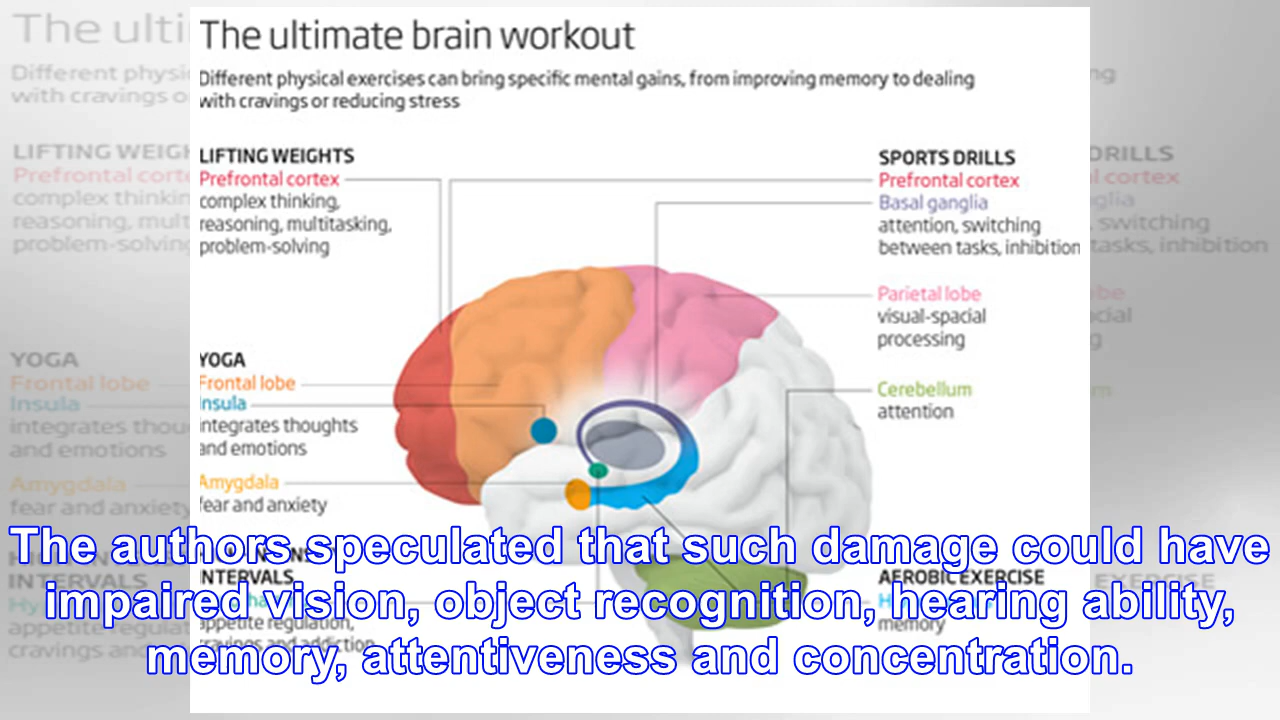 The ultimate brain workout
Different physical exercises can bring specific mental gains, from improving memory to dealing
with cravings or reducing stress
LIFTING WEIGHTS
Prefrontal cortex
complex thinking,
reasoning, multitasking,
problem-solving
SPORTS DRILLS
Prefrontal cortex
Basal ganglia
attention, switching
between tasks, inhibition
Parietal lobe
visual-spacial
processing
Cerebellum
attention
YOGA
Frontal lobe
Insula
integrates thoughts
and emotions
Amygdala
fear and anxiety
INTERVALS
appetite regulation,
cravings and addiction
AEROBIC EXERCISE
memory
The authors speculated that such damage could have
impaired vision, object recognition, hearing ability,
memory, attentiveness and concentration.